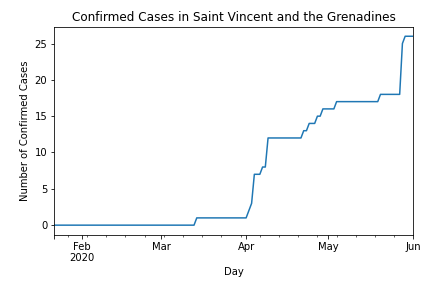 Confirmed Cases in Saint Vincent and the Grenadines
Number of Confirmed Cases
25
20
15
10
5
0
Feb Mar Apr May Jun
2020
Day